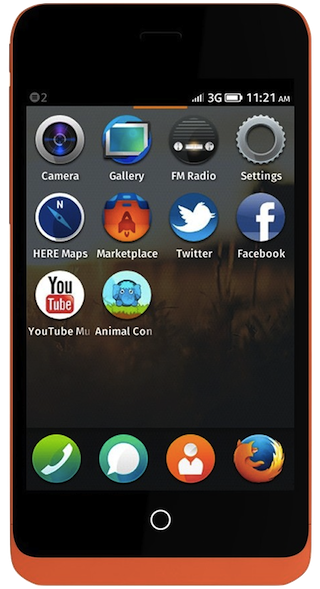 2 3G 11:21 AM
Camera Gallery FM Radio Settings
HERE Maps Marketplace Twitter Facebook
You
Tube
YouTube Mu Animal Con